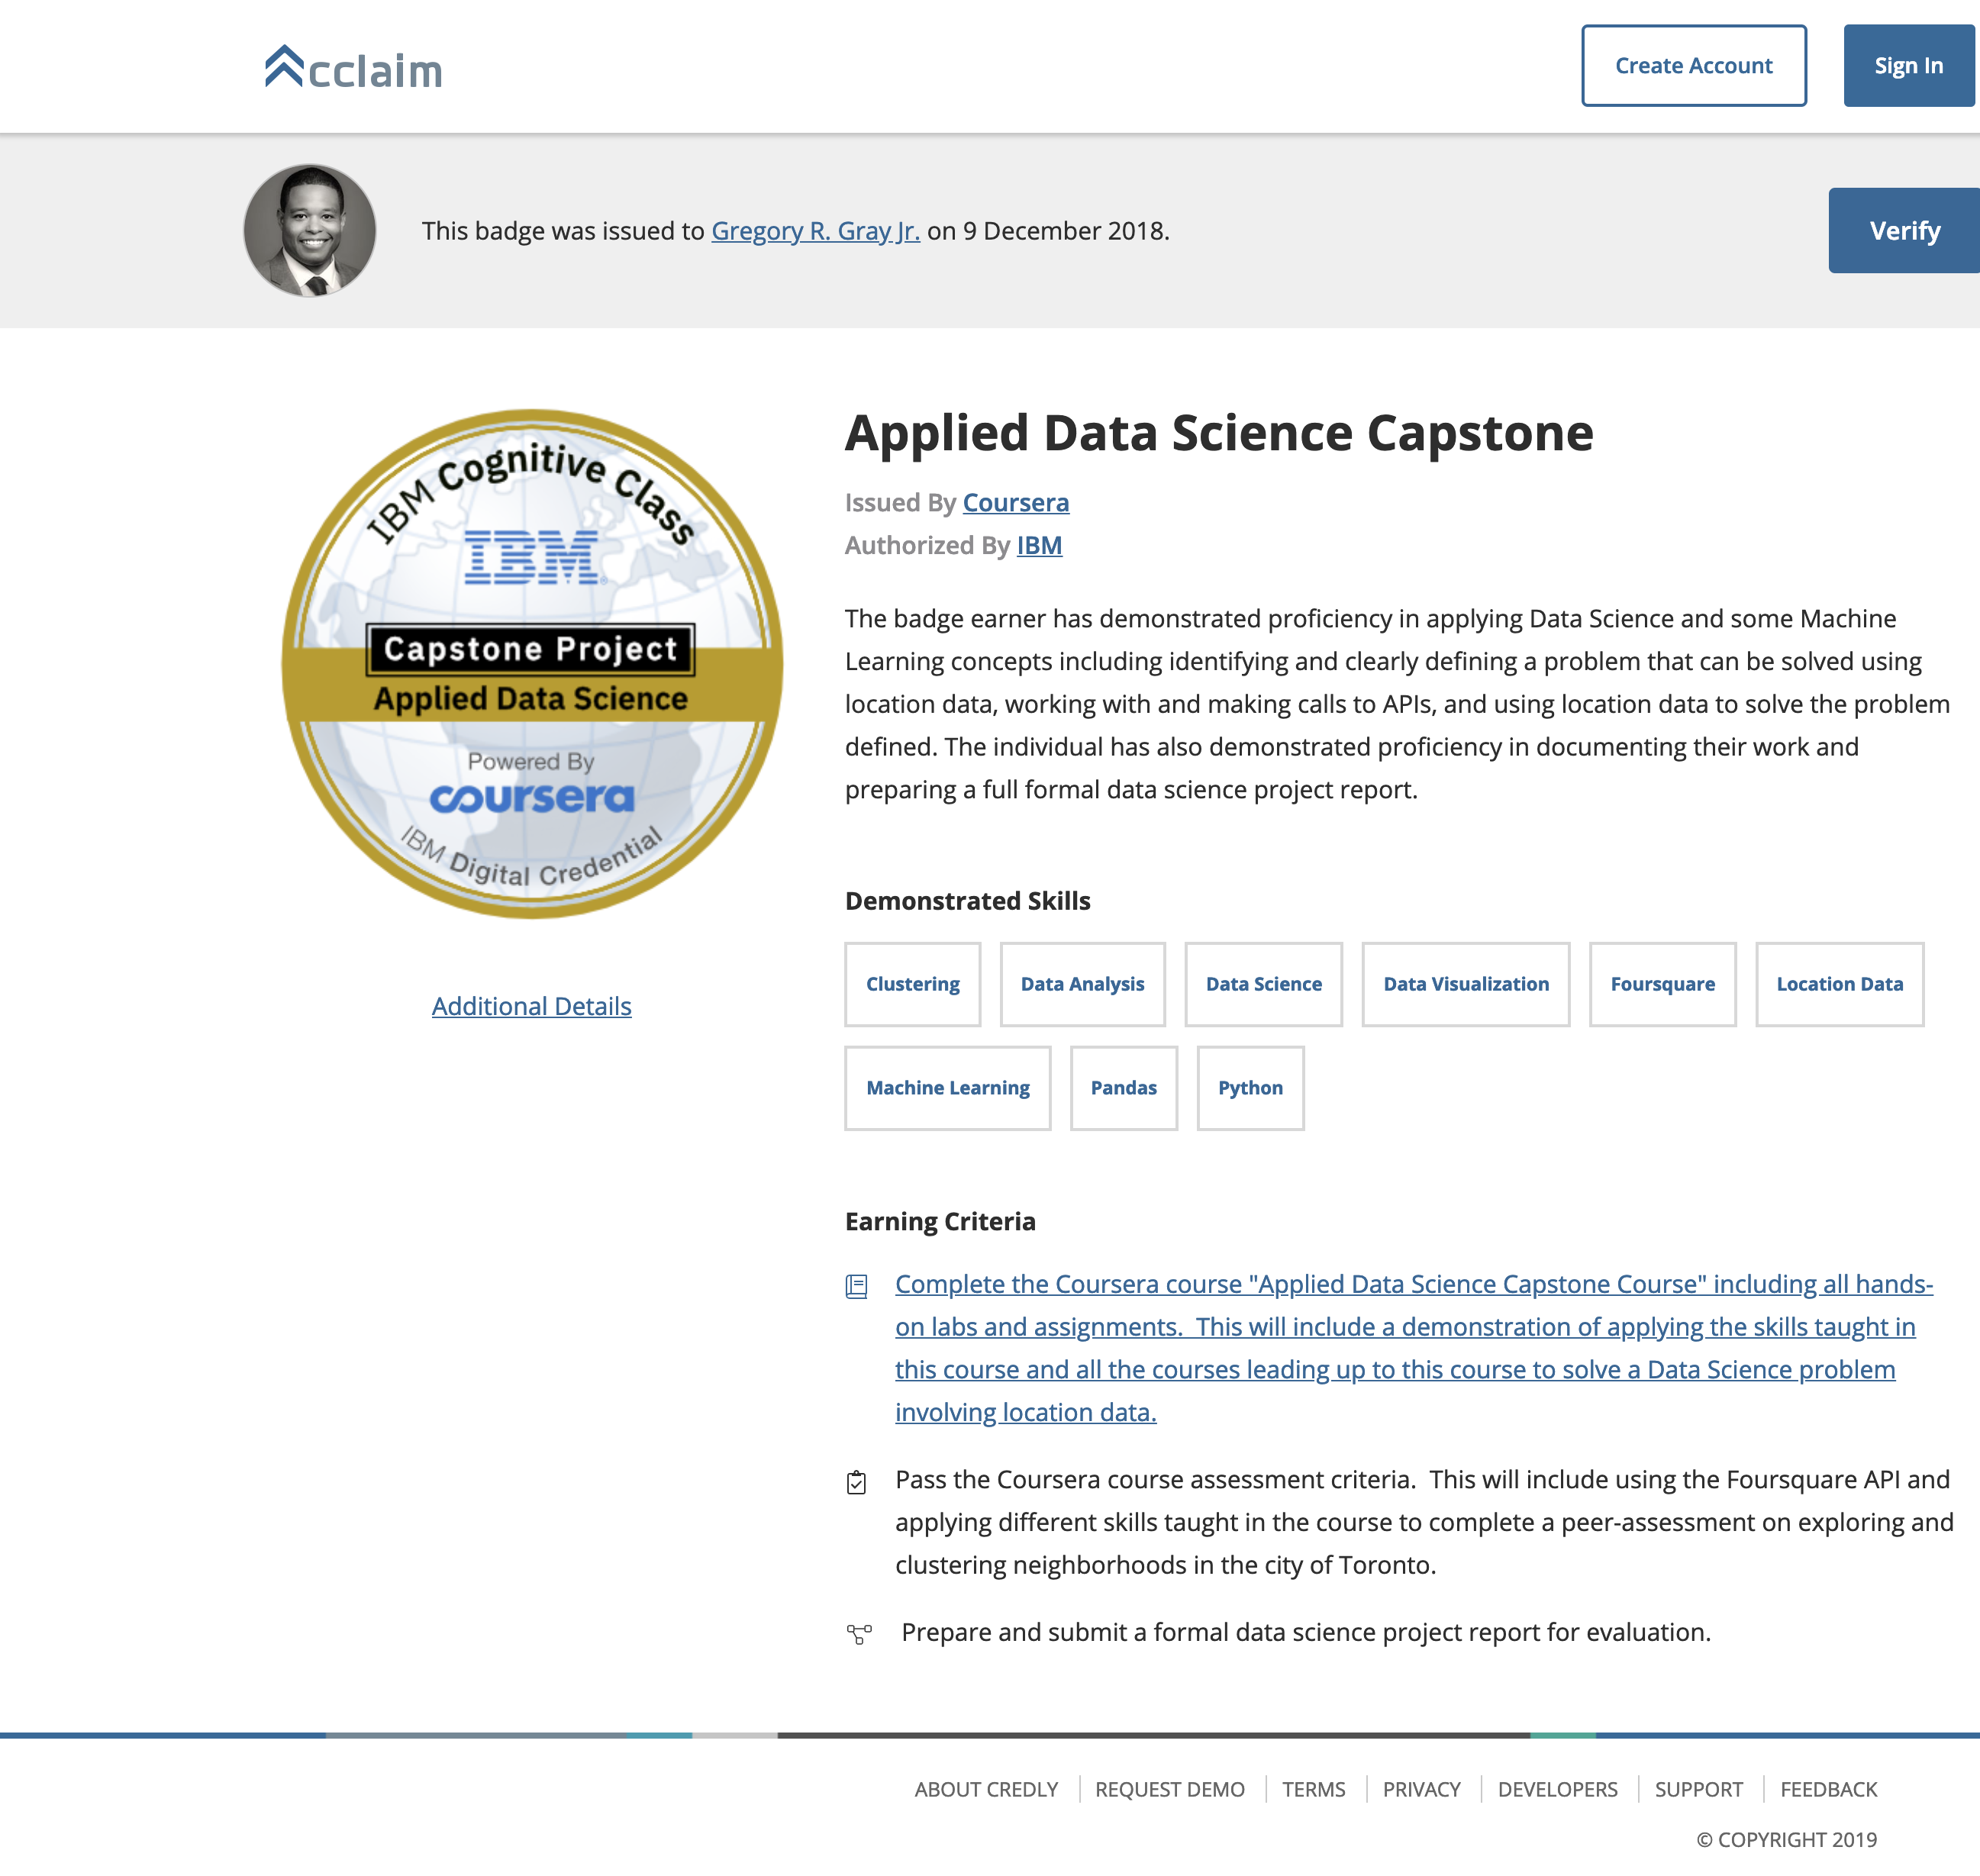 cclaim
Create Account
Sign In
This badge was issued to Gregory R. Gray Jr. on 9 December 2018.
Verify
IBM Cognitive Class
IBM®
Capstone Project
Applied Data Science
Powered By
coursera
IBM Digital Credential
Additional Details
Applied Data Science Capstone
Issued By Coursera
Authorized By IBM
The badge earner has demonstrated proficiency in applying Data Science and some Machine
Learning concepts including identifying and clearly defining a problem that can be solved using
location data, working with and making calls to APIs, and using location data to solve the problem
defined. The individual has also demonstrated proficiency in documenting their work and
preparing a full formal data science project report.
Demonstrated Skills
Clustering
Data Analysis
Data Science
Data Visualization
Foursquare
Location Data
Machine Learning
Pandas
Python
Earning Criteria
Complete the Coursera course "Applied Data Science Capstone Course" including all hands-
on labs and assignments.  This will include a demonstration of applying the skills taught in
this course and all the courses leading up to this course to solve a Data Science problem
involving location data.
Pass the Coursera course assessment criteria.  This will include using the Foursquare API and
applying different skills taught in the course to complete a peer-assessment on exploring and
clustering neighborhoods in the city of Toronto.
Prepare and submit a formal data science project report for evaluation.
ABOUT CREDLY
REQUEST DEMO
TERMS
PRIVACY
DEVELOPERS
SUPPORT
FEEDBACK
© COPYRIGHT 2019